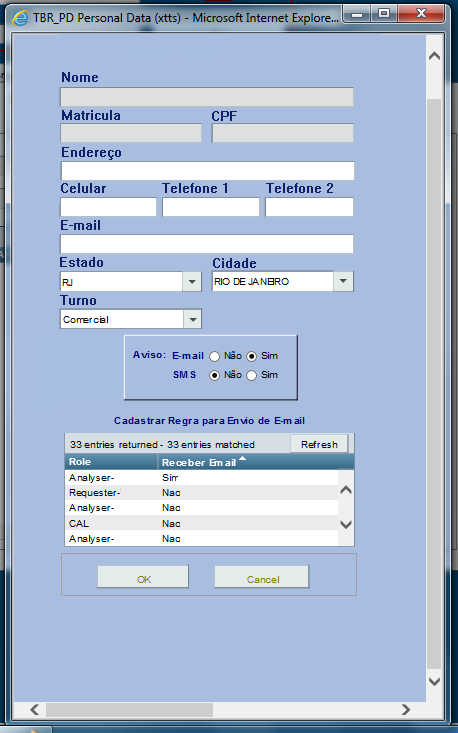 TBR_PD Personal Data (xtts) - Microsoft Internet Explore...
Nome
Matricula CPF
Endereço
Celular Telefone 1 Telefone 2
E-mail
Estado Cidade
RJ RIO DE JANEIRO
Turno
Comercial
Aviso: E-mail Não Sim
SMS Não Sim
Cadastrar Regra para Envio de E-mail
33 entries returned - 33 entries matched Refresh
Role Receber Email
Analyser- Sim
Requester- Nao
Analyser- Nao
CAL Nao
Analyser- Nao
OK Cancel